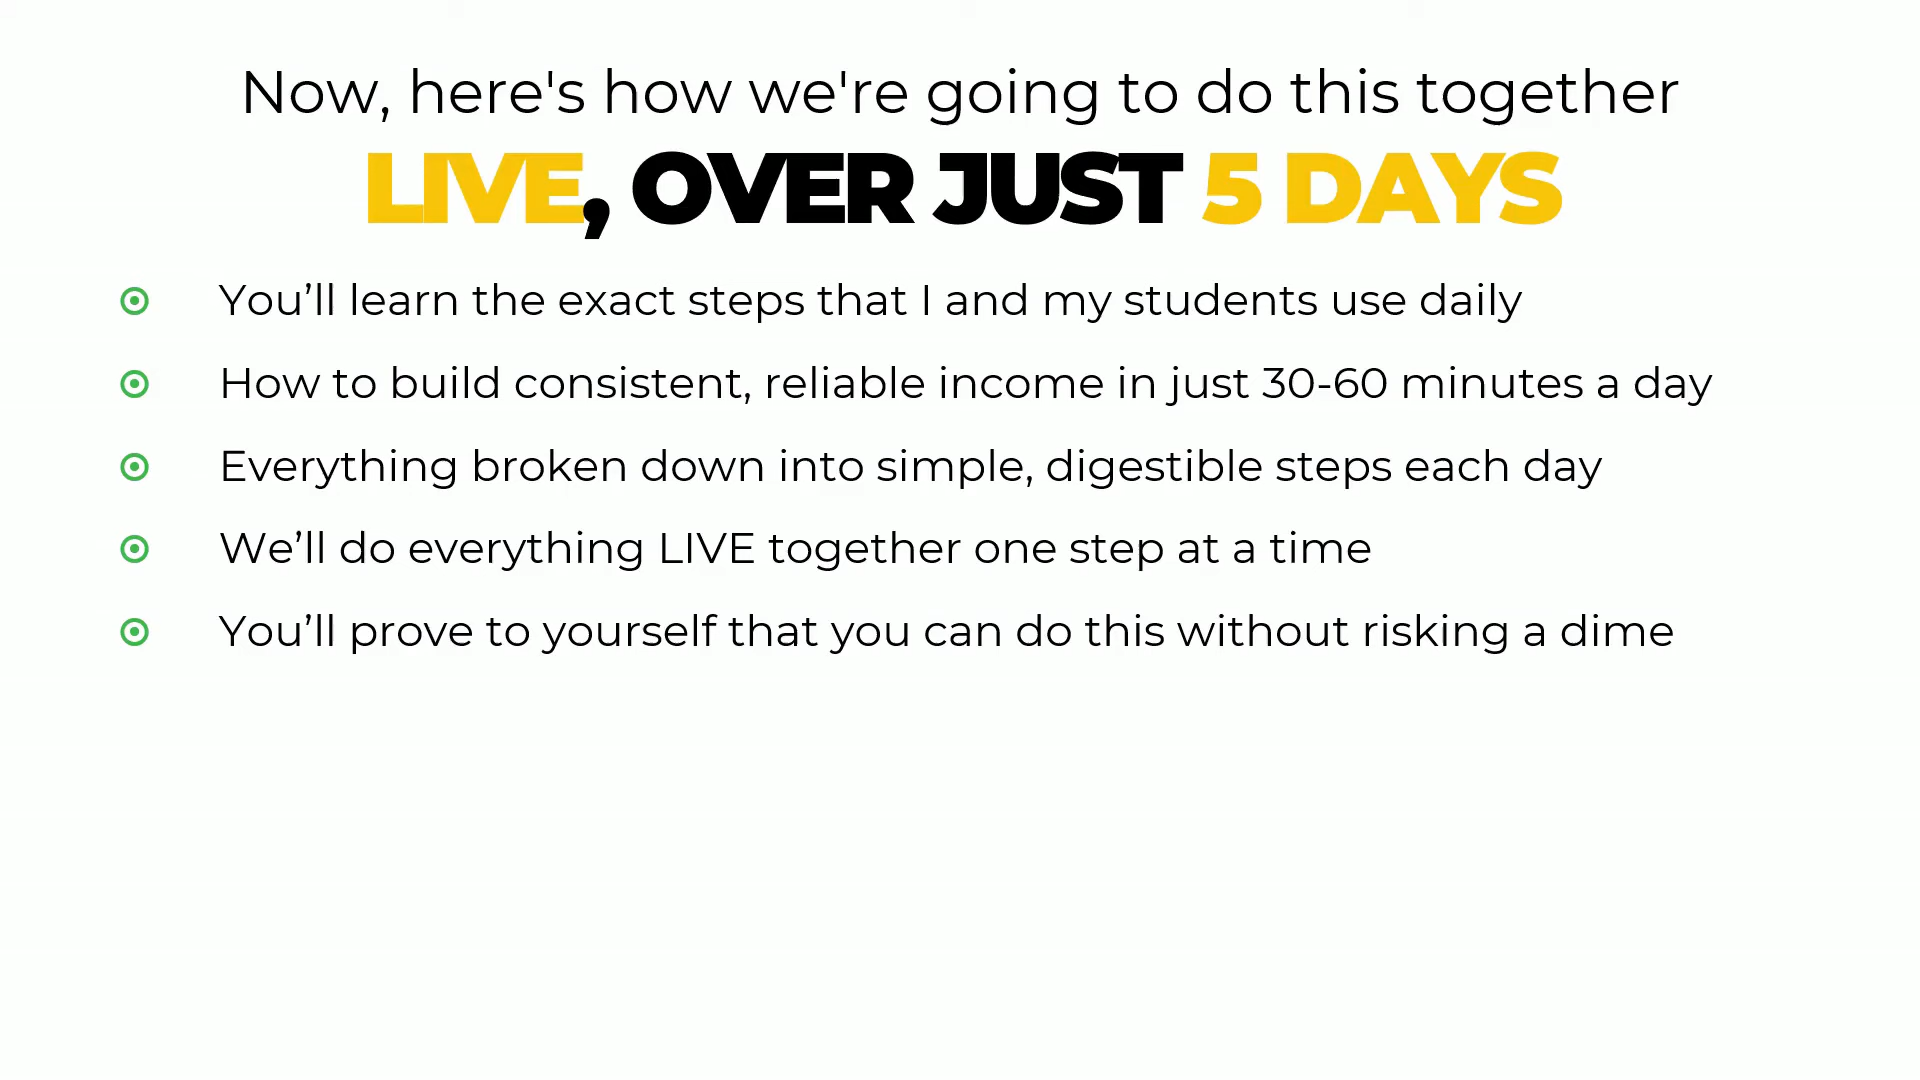 Now, here's how we're going to do this together
LIVE, OVER JUST 5 DAYS
You’ll learn the exact steps that I and my students use daily
How to build consistent, reliable income in just 30-60 minutes a day
Everything broken down into simple, digestible steps each day
We’ll do everything LIVE together one step at a time
You’ll prove to yourself that you can do this without risking a dime